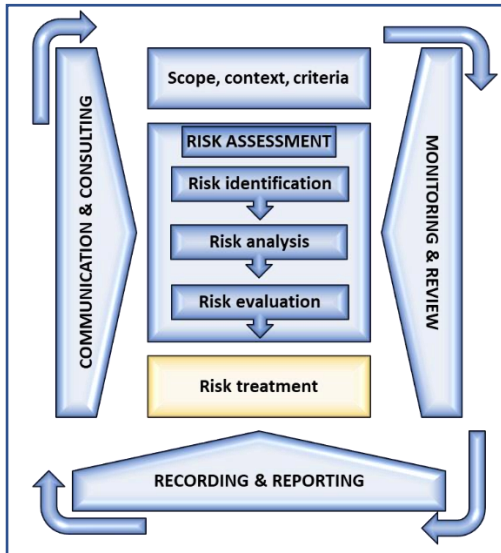 Scope, context, criteria
RISK ASSESSMENT
Risk identification
Risk analysis
Risk evaluation
Risk treatment
COMMUNICATION & CONSULTING
MONITORING & REVIEW
RECORDING & REPORTING